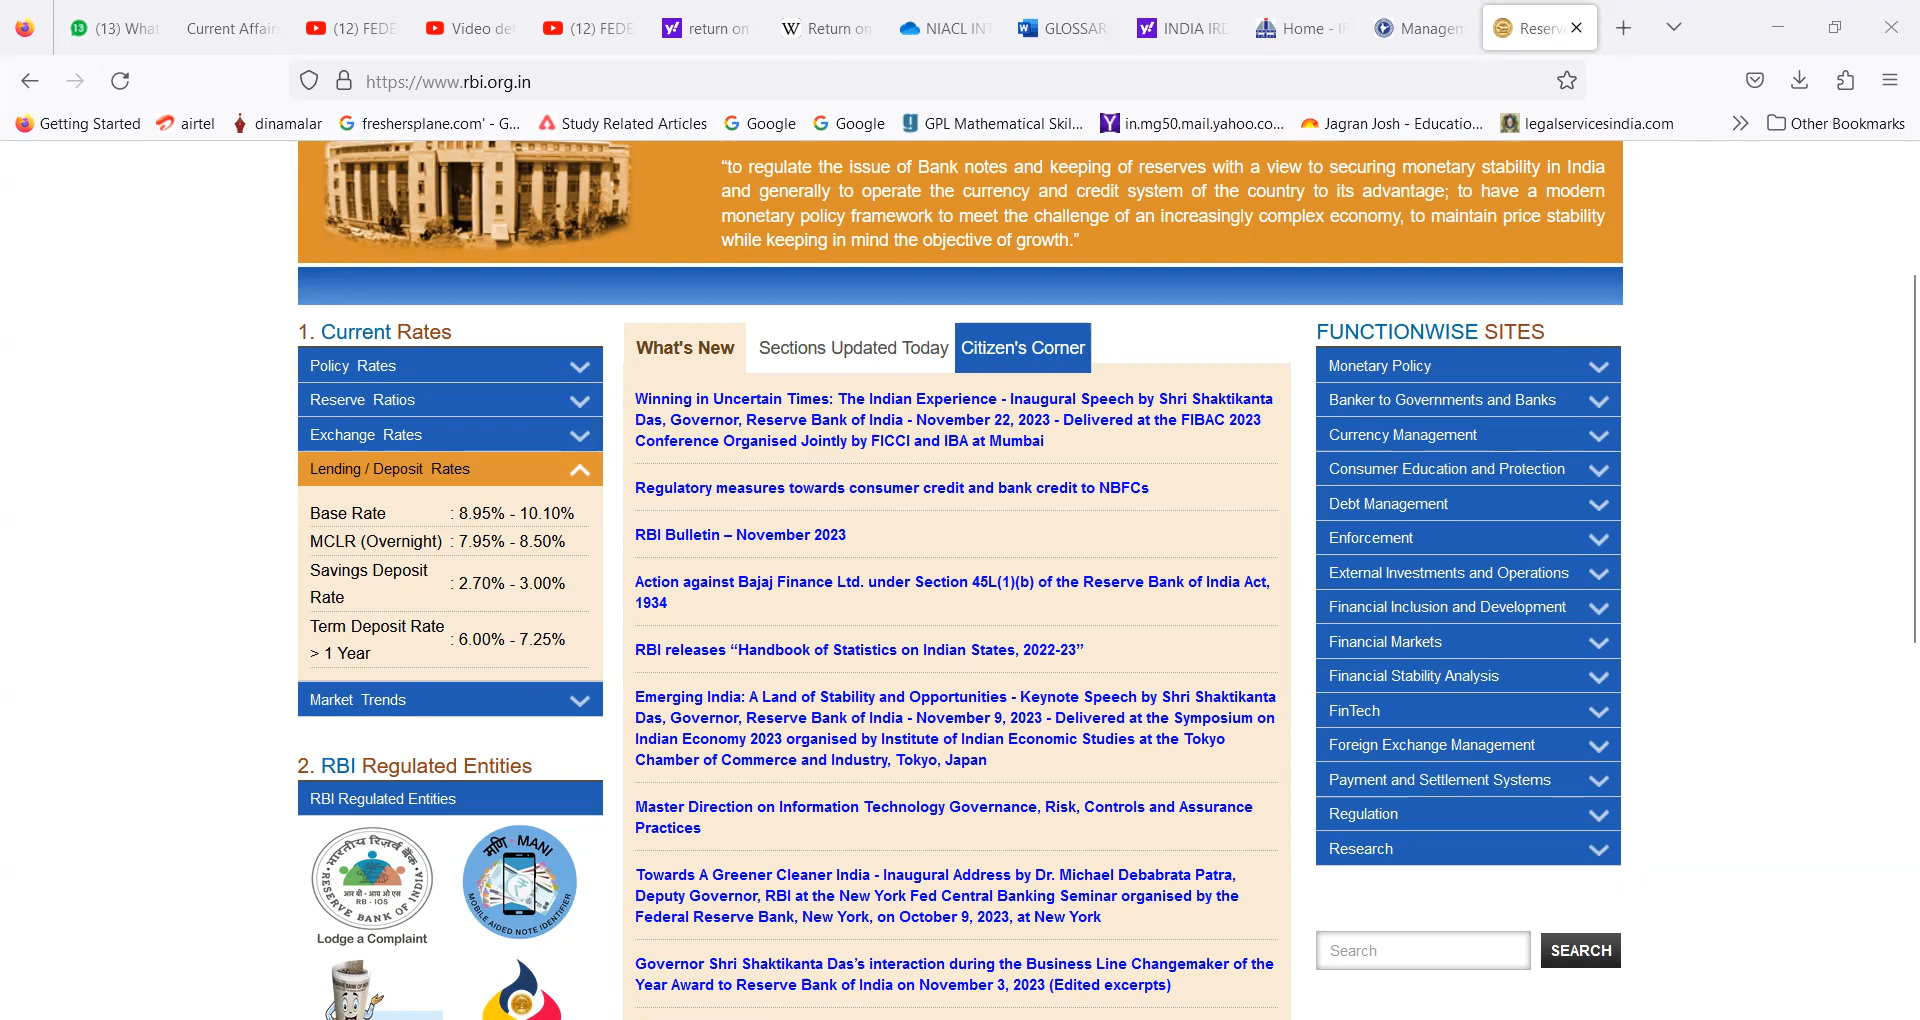 (13) What
Current Affair
(12) FEDE
Video de
(12) FEDE
return on
Return on
NIACL INT
GLOSSAR
INDIA IRD
Home - IR
Managem
Reserv
https://www.rbi.org.in
Getting Started
airtel
dinamalar
freshersplane.com' - G...
Study Related Articles
Google
Google
GPL Mathematical Skil...
in.mg50.mail.yahoo.co...
Jagran Josh - Educatio...
legalservicesindia.com
Other Bookmarks
“to regulate the issue of Bank notes and keeping of reserves with a view to securing monetary stability in India
and generally to operate the currency and credit system of the country to its advantage; to have a modern
monetary policy framework to meet the challenge of an increasingly complex economy, to maintain price stability
while keeping in mind the objective of growth.”
1. Current Rates
Policy Rates
Reserve Ratios
Exchange Rates
Lending / Deposit Rates
Base Rate : 8.95% - 10.10%
MCLR (Overnight) : 7.95% - 8.50%
Savings Deposit
Rate : 2.70% - 3.00%
Term Deposit Rate
> 1 Year : 6.00% - 7.25%
Market Trends
2. RBI Regulated Entities
RBI Regulated Entities
भारतीय रिज़र्व बैंक
आर बी - आय ओ एस
RB - IOS
RESERVE BANK OF INDIA
Lodge a Complaint
मणि MANI
MOBILE AIDED NOTE IDENTIFIER
What's New
Sections Updated Today
Citizen's Corner
Winning in Uncertain Times: The Indian Experience - Inaugural Speech by Shri Shaktikanta
Das, Governor, Reserve Bank of India - November 22, 2023 - Delivered at the FIBAC 2023
Conference Organised Jointly by FICCI and IBA at Mumbai
Regulatory measures towards consumer credit and bank credit to NBFCs
RBI Bulletin – November 2023
Action against Bajaj Finance Ltd. under Section 45L(1)(b) of the Reserve Bank of India Act,
1934
RBI releases “Handbook of Statistics on Indian States, 2022-23”
Emerging India: A Land of Stability and Opportunities - Keynote Speech by Shri Shaktikanta
Das, Governor, Reserve Bank of India - November 9, 2023 - Delivered at the Symposium on
Indian Economy 2023 organised by Institute of Indian Economic Studies at the Tokyo
Chamber of Commerce and Industry, Tokyo, Japan
Master Direction on Information Technology Governance, Risk, Controls and Assurance
Practices
Towards A Greener Cleaner India - Inaugural Address by Dr. Michael Debabrata Patra,
Deputy Governor, RBI at the New York Fed Central Banking Seminar organised by the
Federal Reserve Bank, New York, on October 9, 2023, at New York
Governor Shri Shaktikanta Das’s interaction during the Business Line Changemaker of the
Year Award to Reserve Bank of India on November 3, 2023 (Edited excerpts)
FUNCTIONWISE SITES
Monetary Policy
Banker to Governments and Banks
Currency Management
Consumer Education and Protection
Debt Management
Enforcement
External Investments and Operations
Financial Inclusion and Development
Financial Markets
Financial Stability Analysis
FinTech
Foreign Exchange Management
Payment and Settlement Systems
Regulation
Research
Search
SEARCH